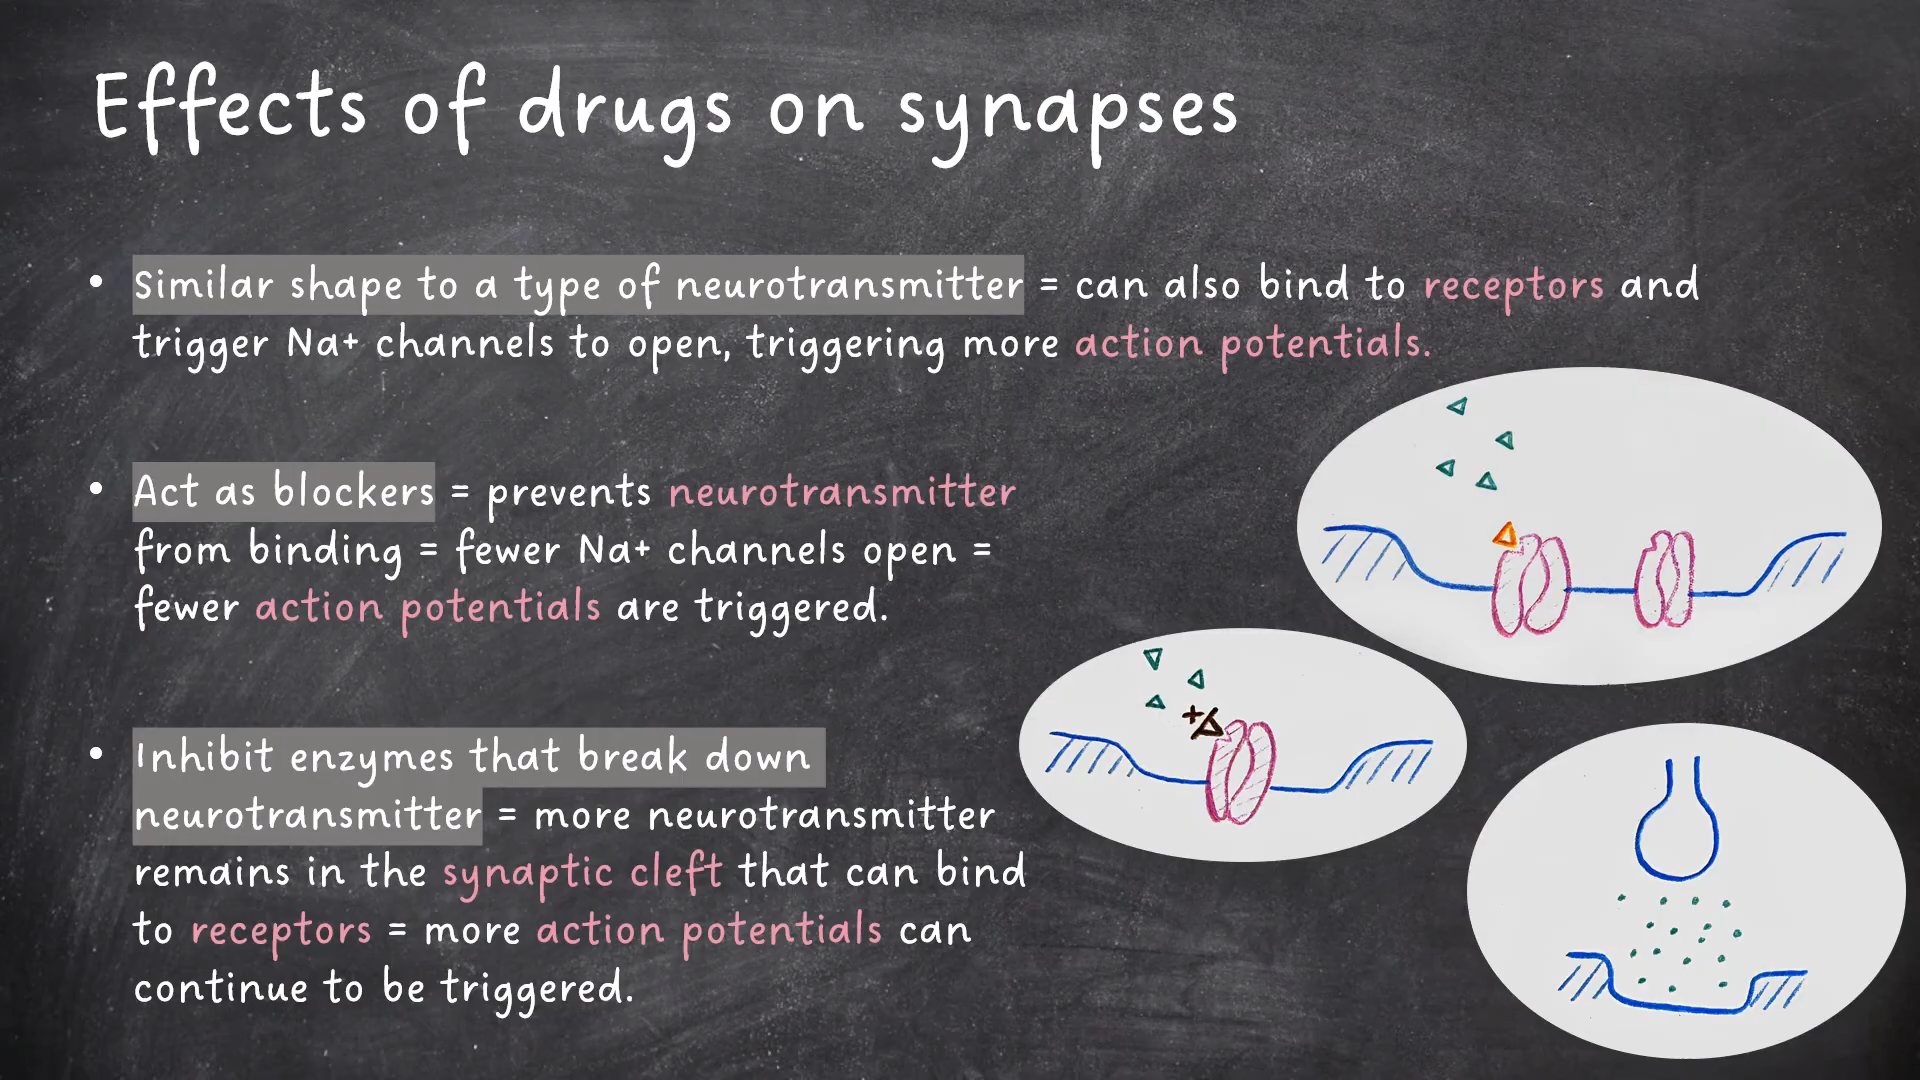 Effects of drugs on synapses
• Similar shape to a type of neurotransmitter = can also bind to receptors and
trigger Na+ channels to open, triggering more action potentials.
• Act as blockers = prevents neurotransmitter
from binding = fewer Na+ channels open =
fewer action potentials are triggered.
• Inhibit enzymes that break down
neurotransmitter = more neurotransmitter
remains in the synaptic cleft that can bind
to receptors = more action potentials can
continue to be triggered.